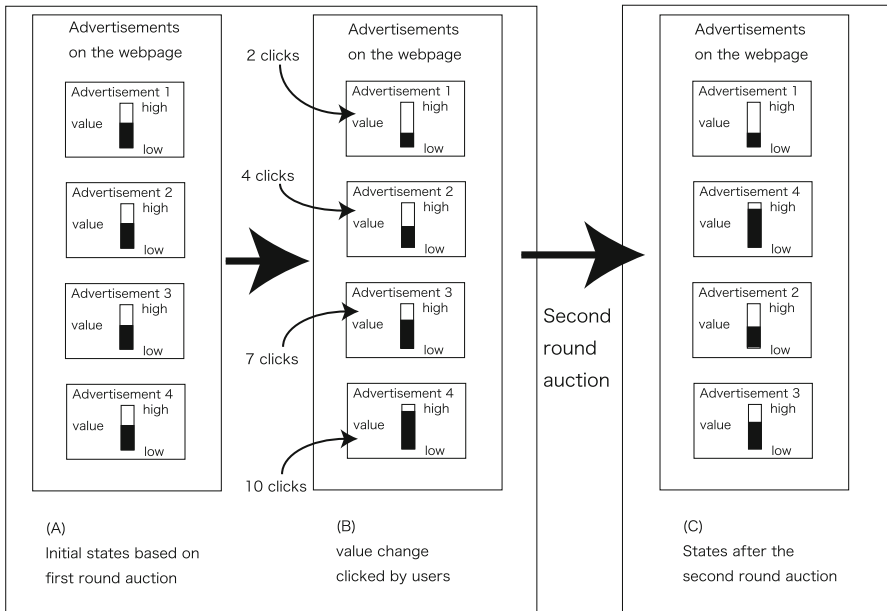 Advertisements
on the webpage
Advertisement 1
high
value
low
Advertisement 2
high
value
low
Advertisement 3
high
value
low
Advertisement 4
high
value
low
(A)
Initial states based on
first round auction
2 clicks
4 clicks
7 clicks
10 clicks
Advertisements
on the webpage
Advertisement 1
high
value
low
Advertisement 2
high
value
low
Advertisement 3
high
value
low
Advertisement 4
high
value
low
(B)
value change
clicked by users
Second
round
auction
Advertisements
on the webpage
Advertisement 1
high
value
low
Advertisement 4
high
value
low
Advertisement 2
high
value
low
Advertisement 3
high
value
low
(C)
States after the
second round auction